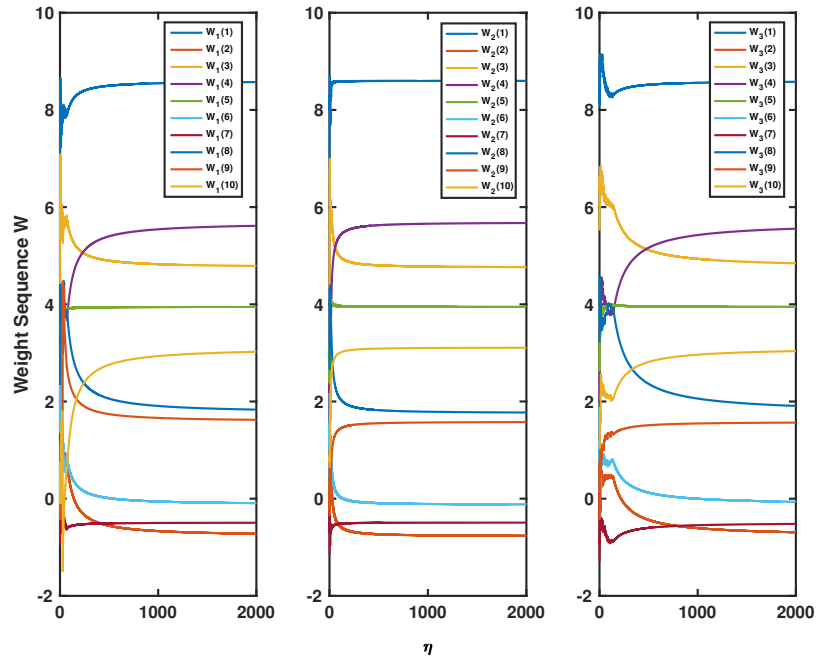 Weight Sequence W
10
8
6
4
2
0
-2
0
1000
2000
W1(1)
W1(2)
W1(3)
W1(4)
W1(5)
W1(6)
W1(7)
W1(8)
W1(9)
W1(10)
10
8
6
4
2
0
-2
0
1000
2000
W2(1)
W2(2)
W2(3)
W2(4)
W2(5)
W2(6)
W2(7)
W2(8)
W2(9)
W2(10)
10
8
6
4
2
0
-2
0
1000
2000
W3(1)
W3(2)
W3(3)
W3(4)
W3(5)
W3(6)
W3(7)
W3(8)
W3(9)
W3(10)
η